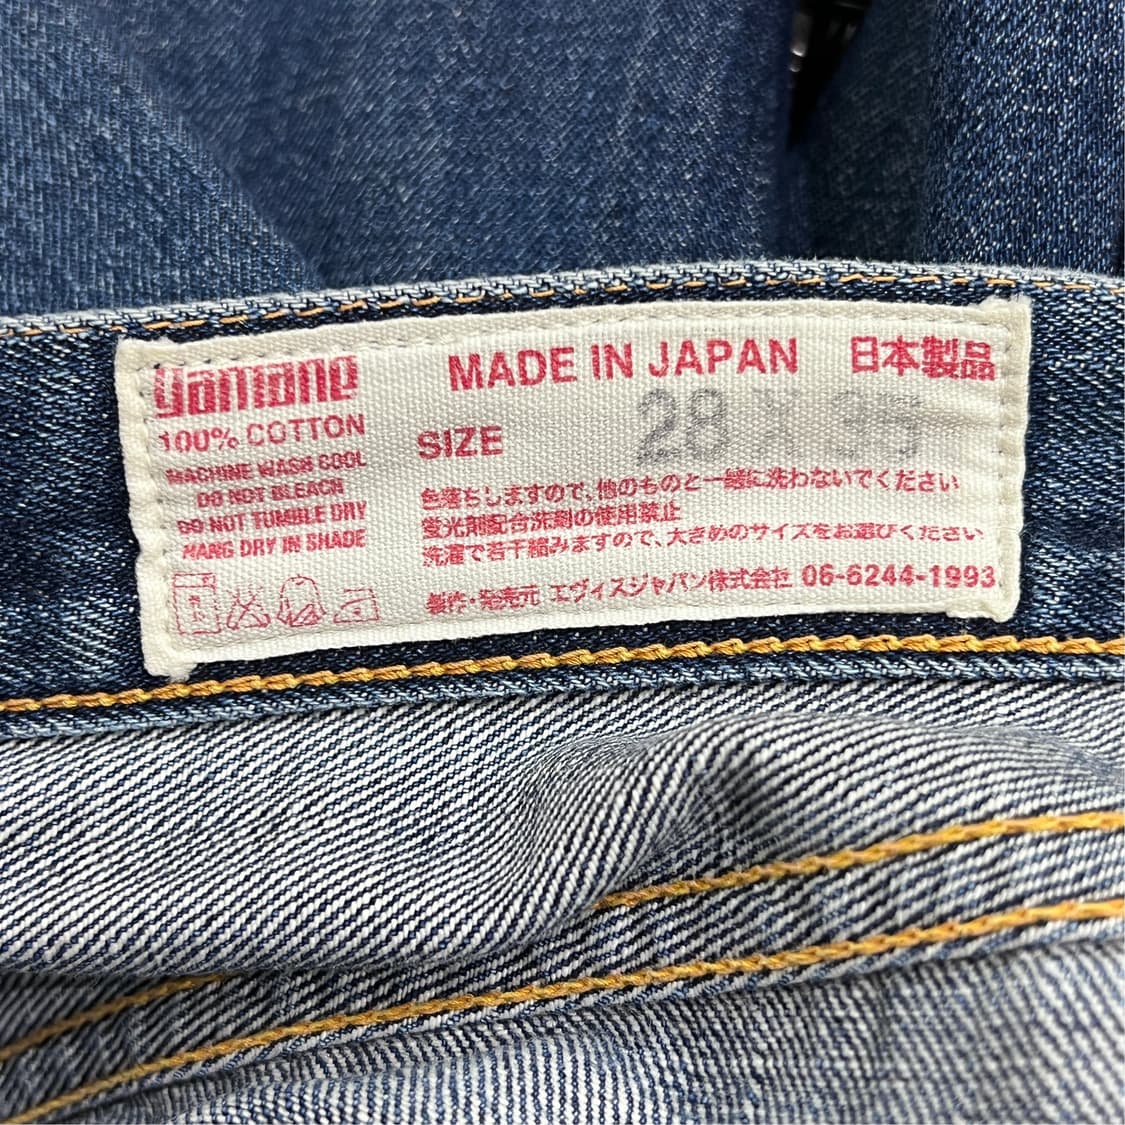 yamane
100% COTTON
MACHINE WASH COOL
DO NOT BLEACH
DO NOT TUMBLE DRY
HANG DRY IN SHADE
MADE IN JAPAN 日本製品
SIZE 28 X 35
色落ちしますので、他のものと一緒に洗わないでください
蛍光剤配合洗剤の使用禁止
洗濯で若干縮みますので、大きめのサイズをお選びください
製作・発売元 エヴィスジャパン株式会社 06-6244-1993